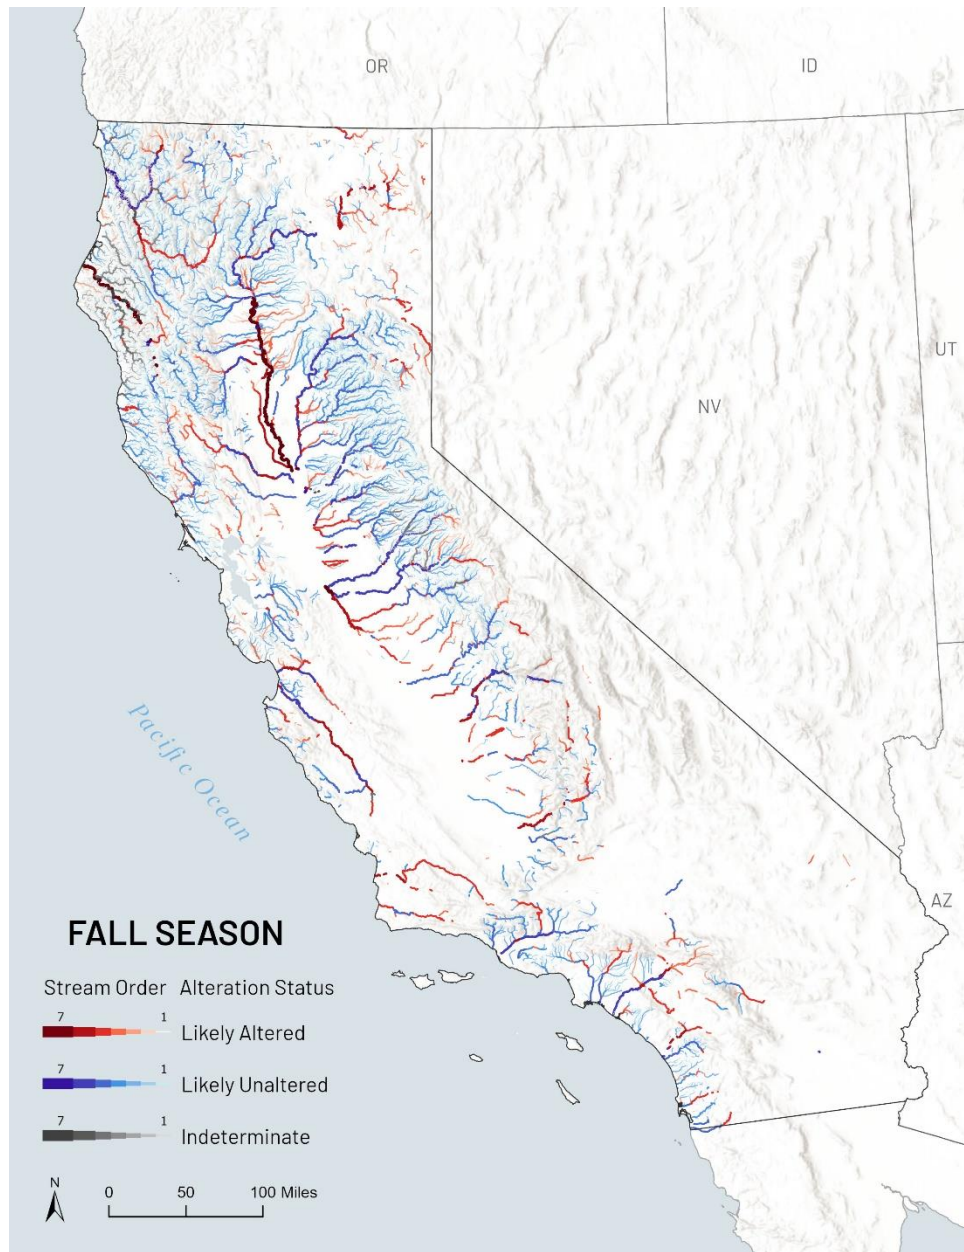 OR
ID
UT
NV
Pacific Ocean
AZ
FALL SEASON
Stream Order Alteration Status
7 1 Likely Altered
7 1 Likely Unaltered
7 1 Indeterminate
N
0 50 100 Miles